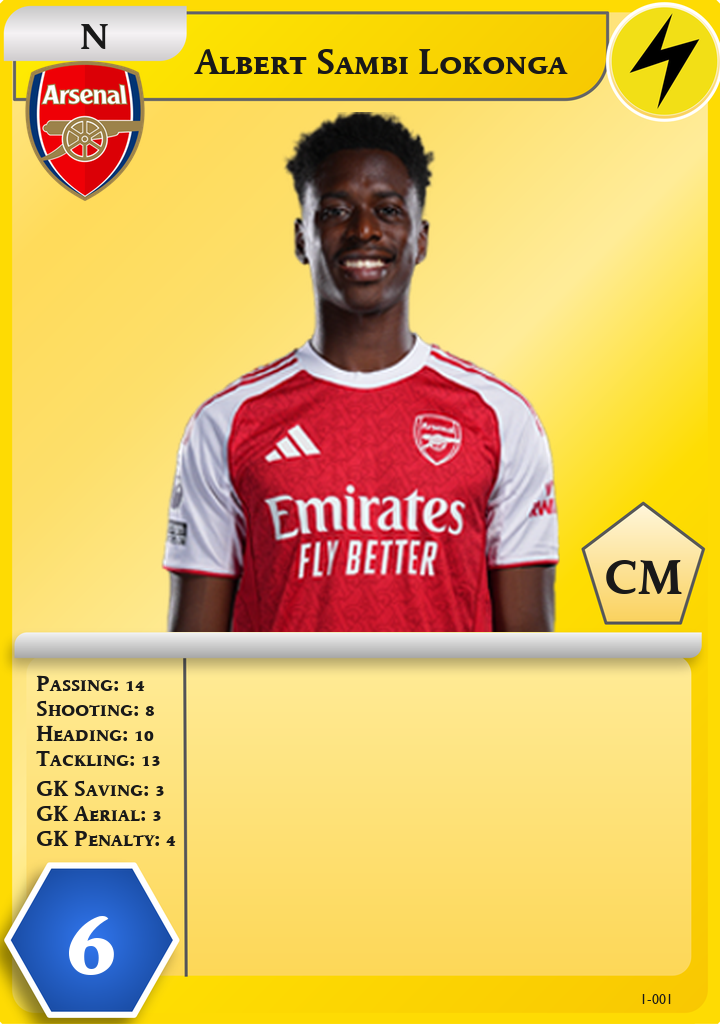 N
Albert Sambi Lokonga
Arsenal
Arsenal
Emirates
FLY BETTER
CM
Passing: 14
Shooting: 8
Heading: 10
Tackling: 13
GK Saving: 3
GK Aerial: 3
GK Penalty: 4
6
1-001